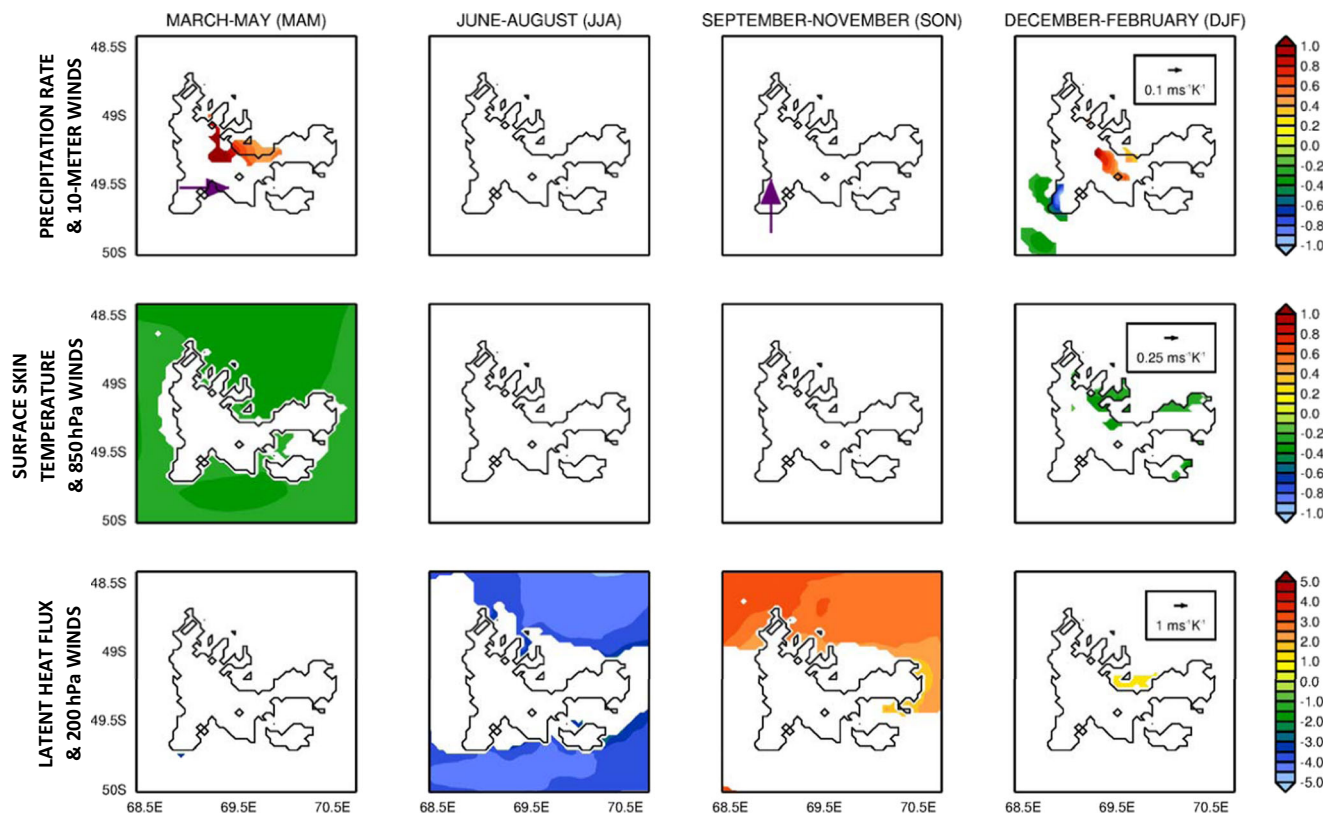 MARCH-MAY (MAM)
JUNE-AUGUST (JJA)
SEPTEMBER-NOVEMBER (SON)
DECEMBER-FEBRUARY (DJF)
PRECIPITATION RATE
& 10-METER WINDS
48.5S
49S
49.5S
50S
0.1 ms⁻¹K⁻¹
1.0
0.8
0.6
0.4
0.2
0.0
-0.2
-0.4
-0.6
-0.8
-1.0
SURFACE SKIN
TEMPERATURE
& 850 hPa WINDS
48.5S
49S
49.5S
50S
0.25 ms⁻¹K⁻¹
1.0
0.8
0.6
0.4
0.2
0.0
-0.2
-0.4
-0.6
-0.8
-1.0
LATENT HEAT FLUX
& 200 hPa WINDS
48.5S
49S
49.5S
50S
1 ms⁻¹K⁻¹
5.0
4.0
3.0
2.0
1.0
0.0
-1.0
-2.0
-3.0
-4.0
-5.0
68.5E 69.5E 70.5E
68.5E 69.5E 70.5E
68.5E 69.5E 70.5E
68.5E 69.5E 70.5E